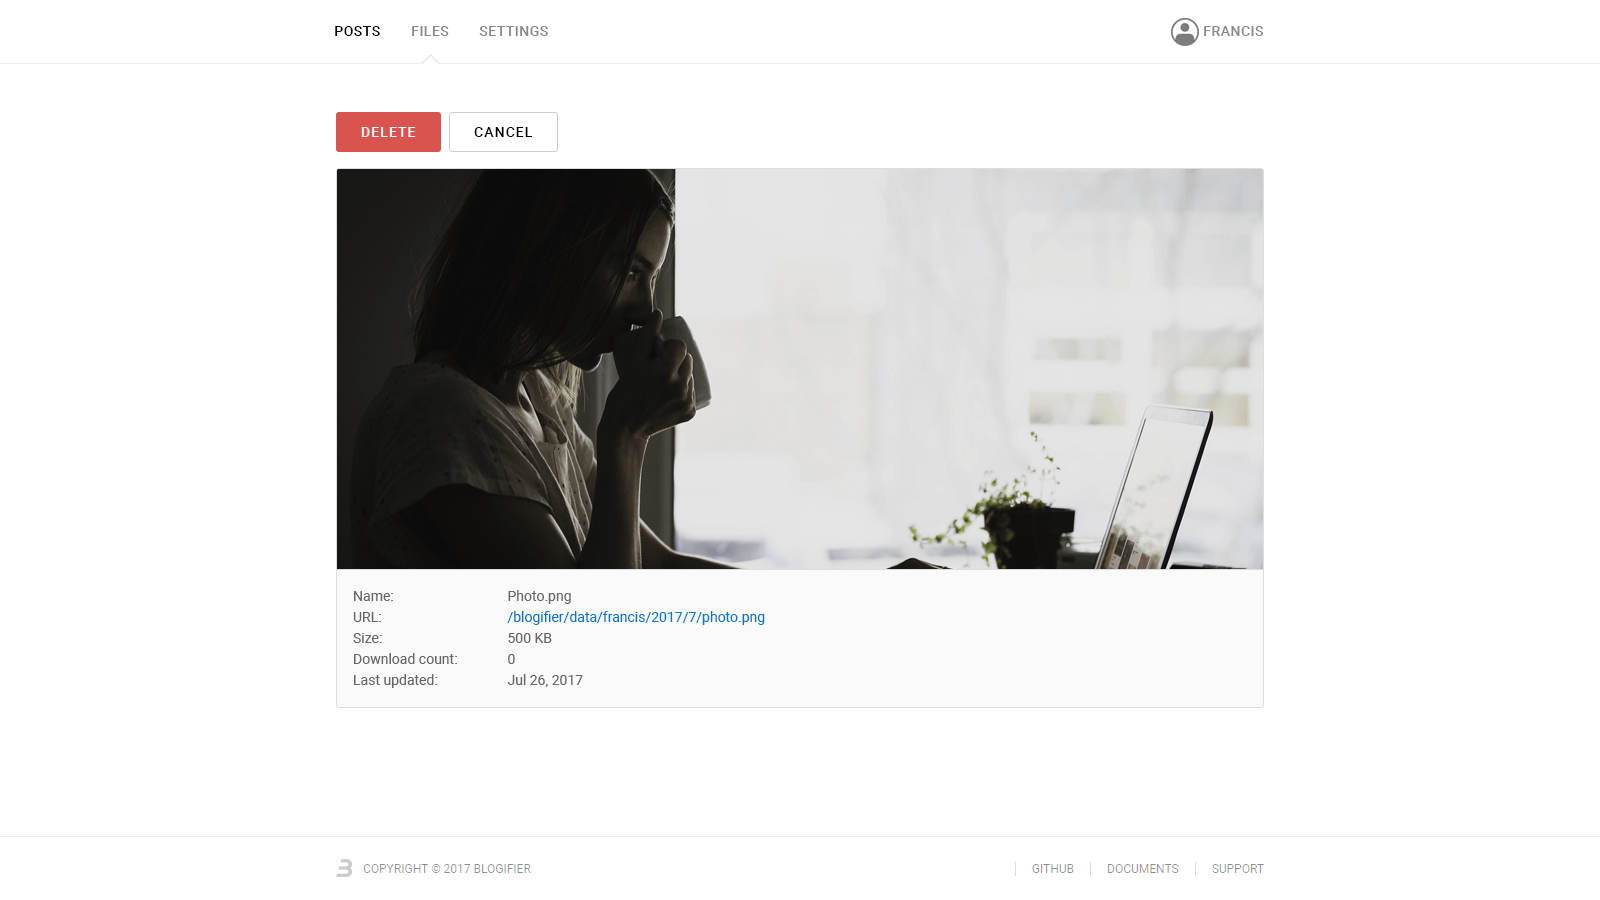 POSTS FILES SETTINGS FRANCIS
DELETE CANCEL
Name: Photo.png
URL: /blogifier/data/francis/2017/7/photo.png
Size: 500 KB
Download count: 0
Last updated: Jul 26, 2017
COPYRIGHT © 2017 BLOGIFIER GITHUB DOCUMENTS SUPPORT